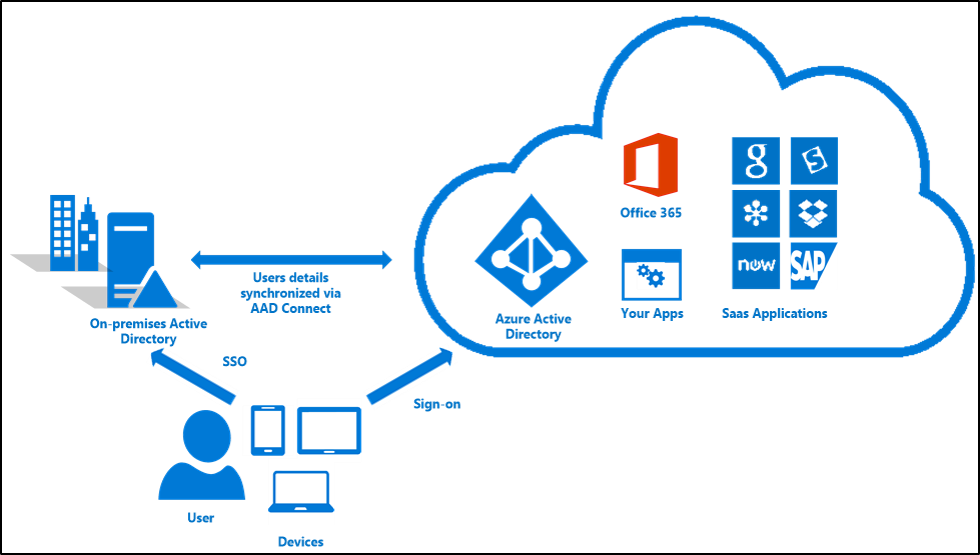 Office 365
g
S
now
SAP
Users details
synchronized via
AAD Connect
Azure Active
Directory
Your Apps
Saas Applications
On-premises Active
Directory
SSO
Sign-on
User
Devices